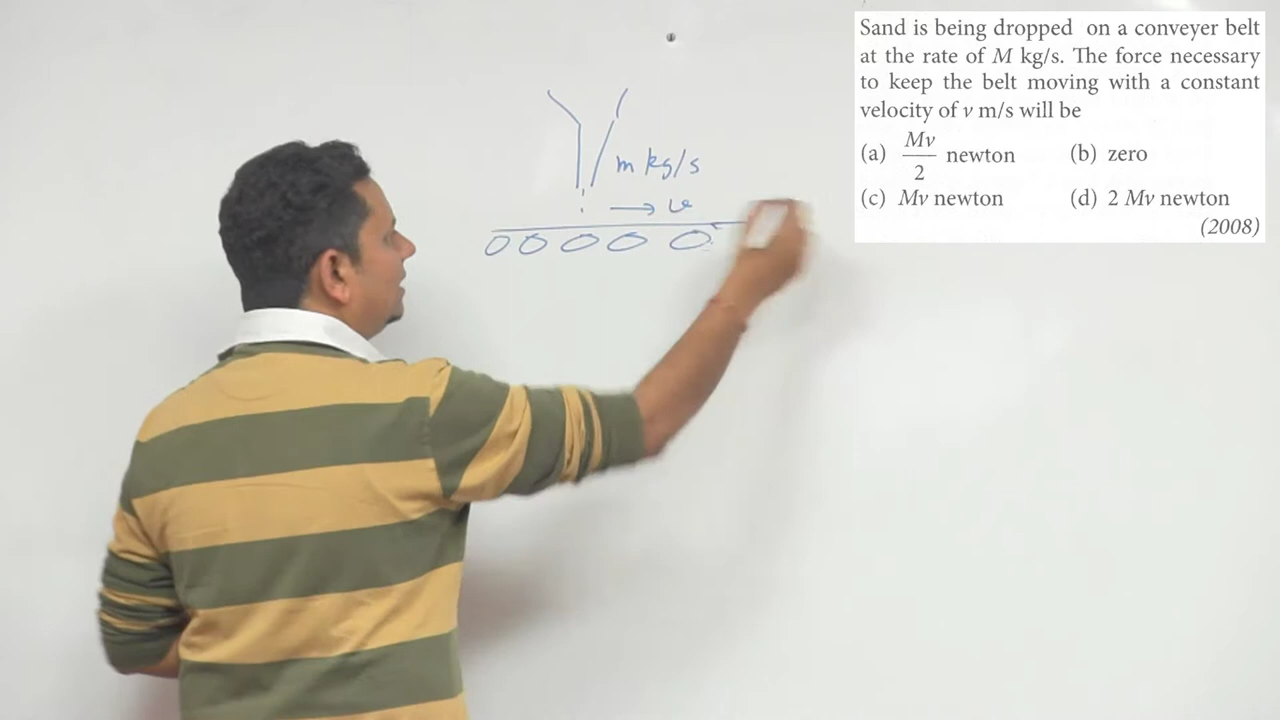 Sand is being dropped on a conveyer belt
at the rate of M kg/s. The force necessary
to keep the belt moving with a constant
velocity of v m/s will be
(a) Mv/2 newton (b) zero
(c) Mv newton (d) 2 Mv newton
(2008)
m kg/s
→ v